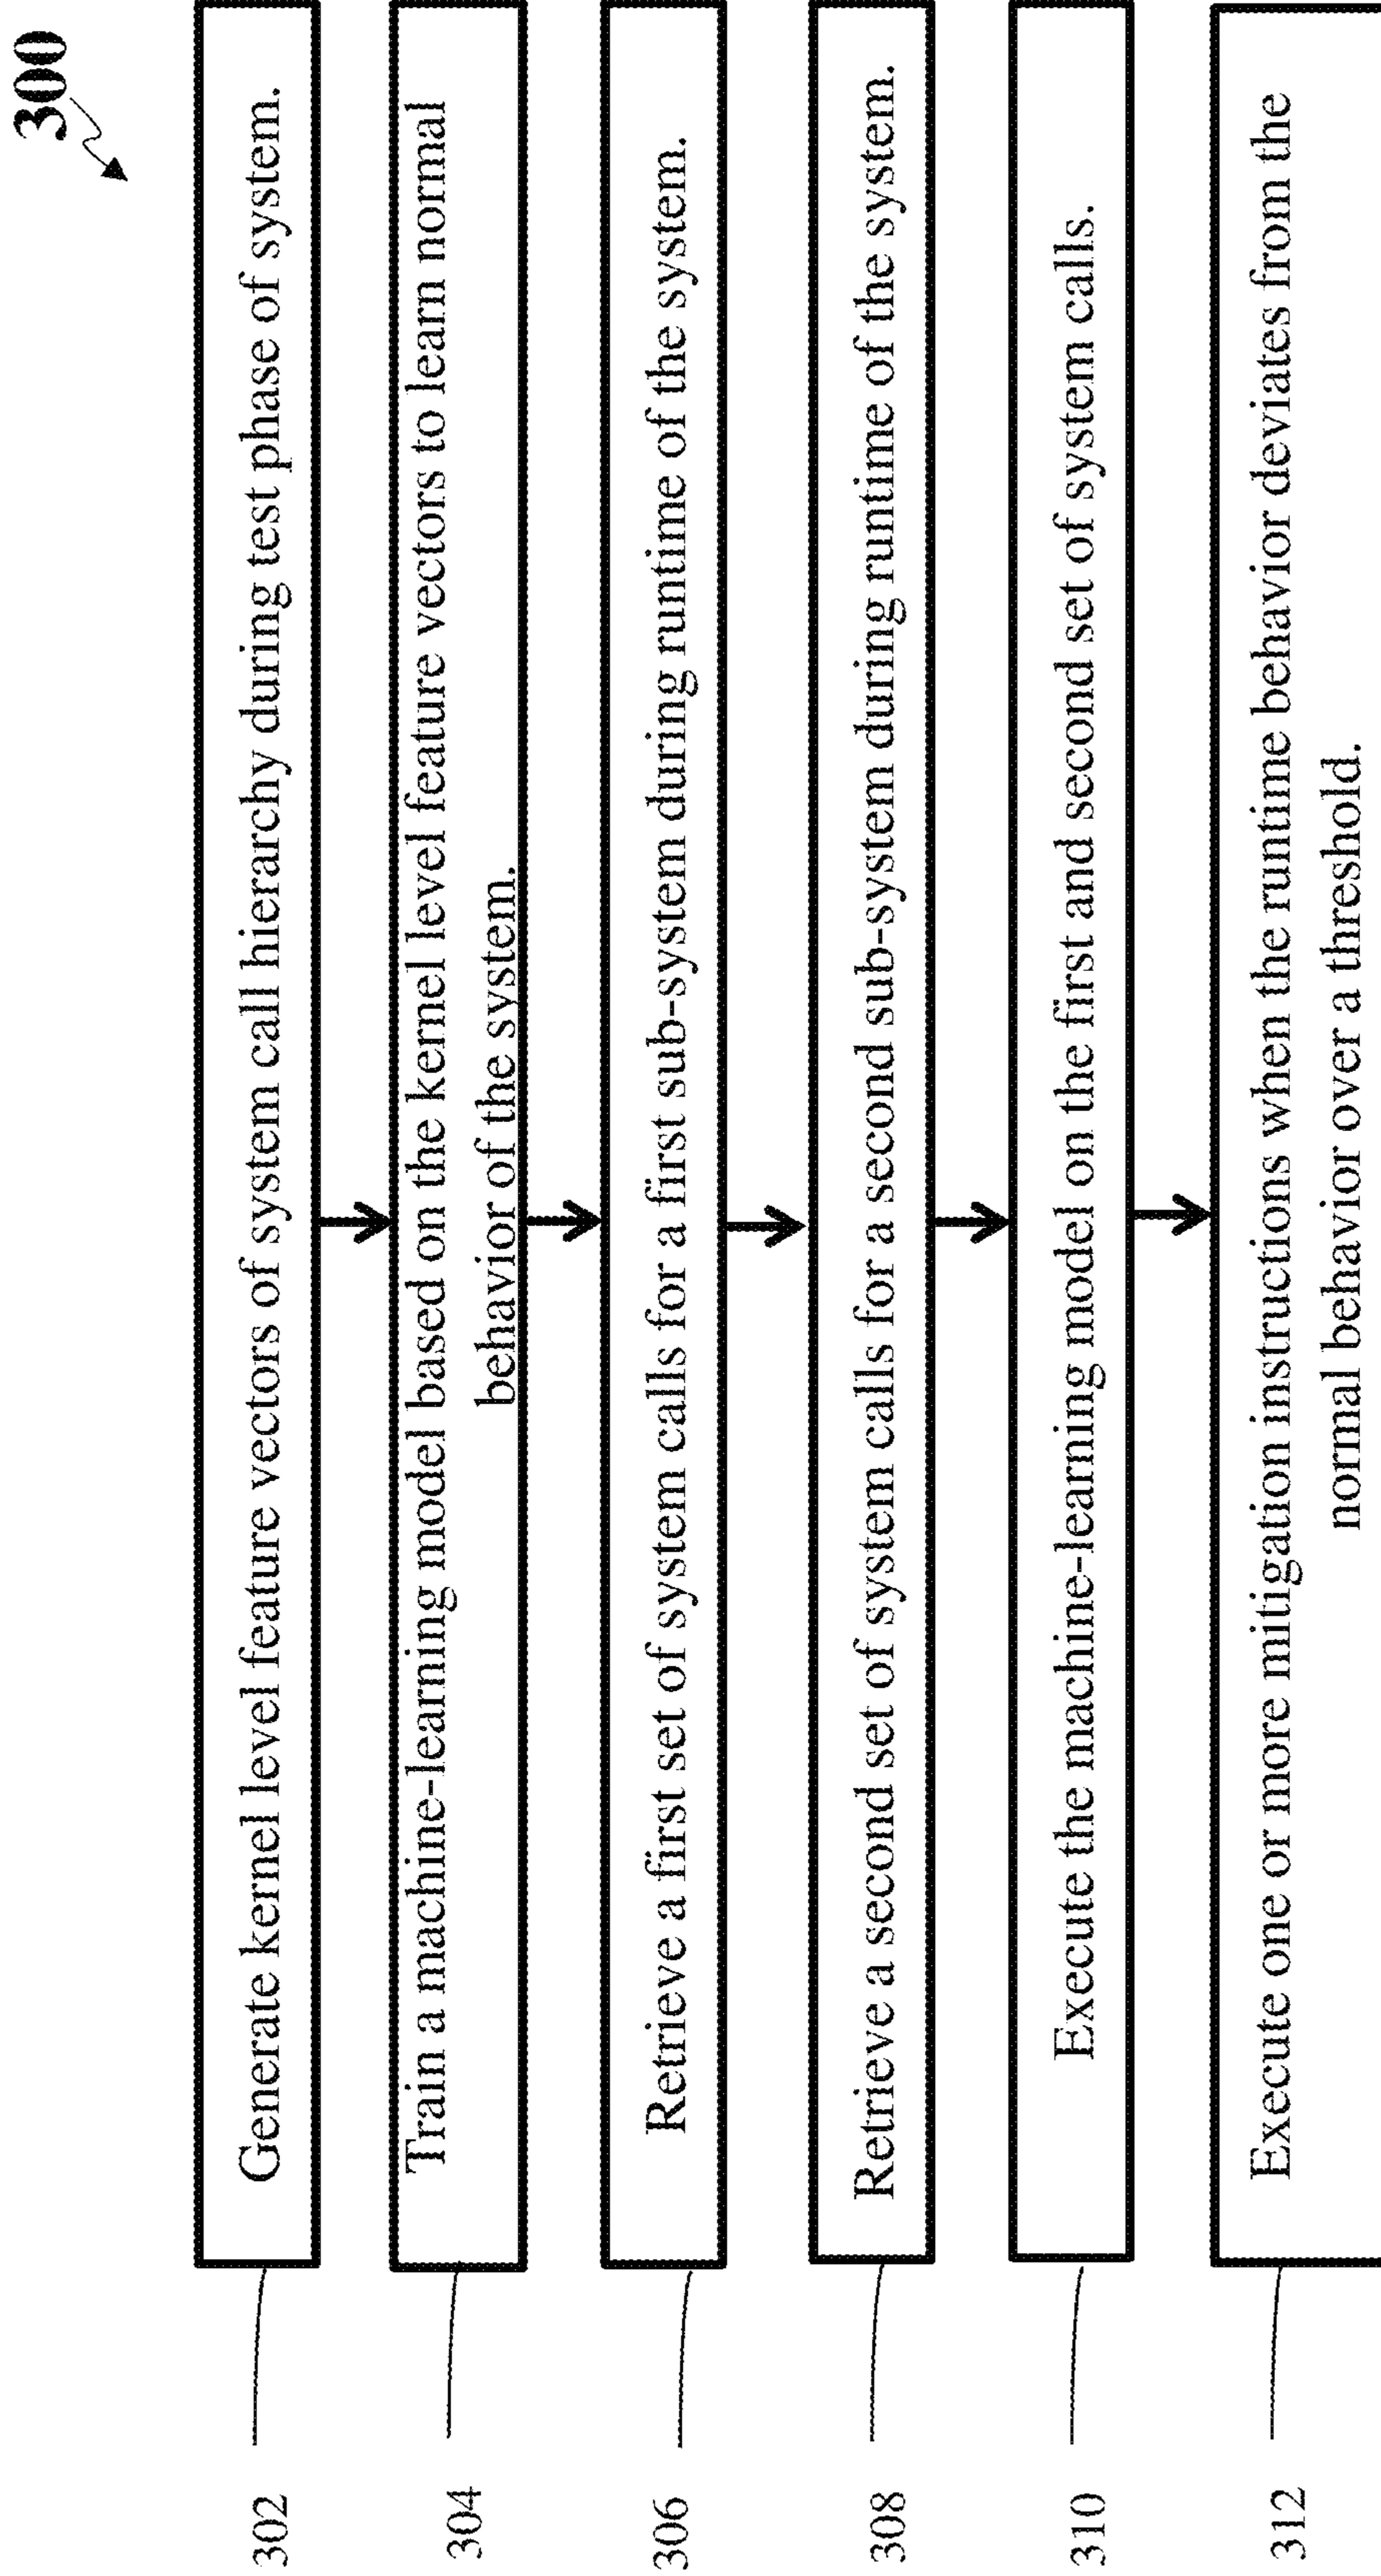 300
302
Generate kernel level feature vectors of system call hierarchy during test phase of system.
304
Train a machine-learning model based on the kernel level feature vectors to learn normal
behavior of the system.
306
Retrieve a first set of system calls for a first sub-system during runtime of the system.
308
Retrieve a second set of system calls for a second sub-system during runtime of the system.
310
Execute the machine-learning model on the first and second set of system calls.
312
Execute one or more mitigation instructions when the runtime behavior deviates from the
normal behavior over a threshold.